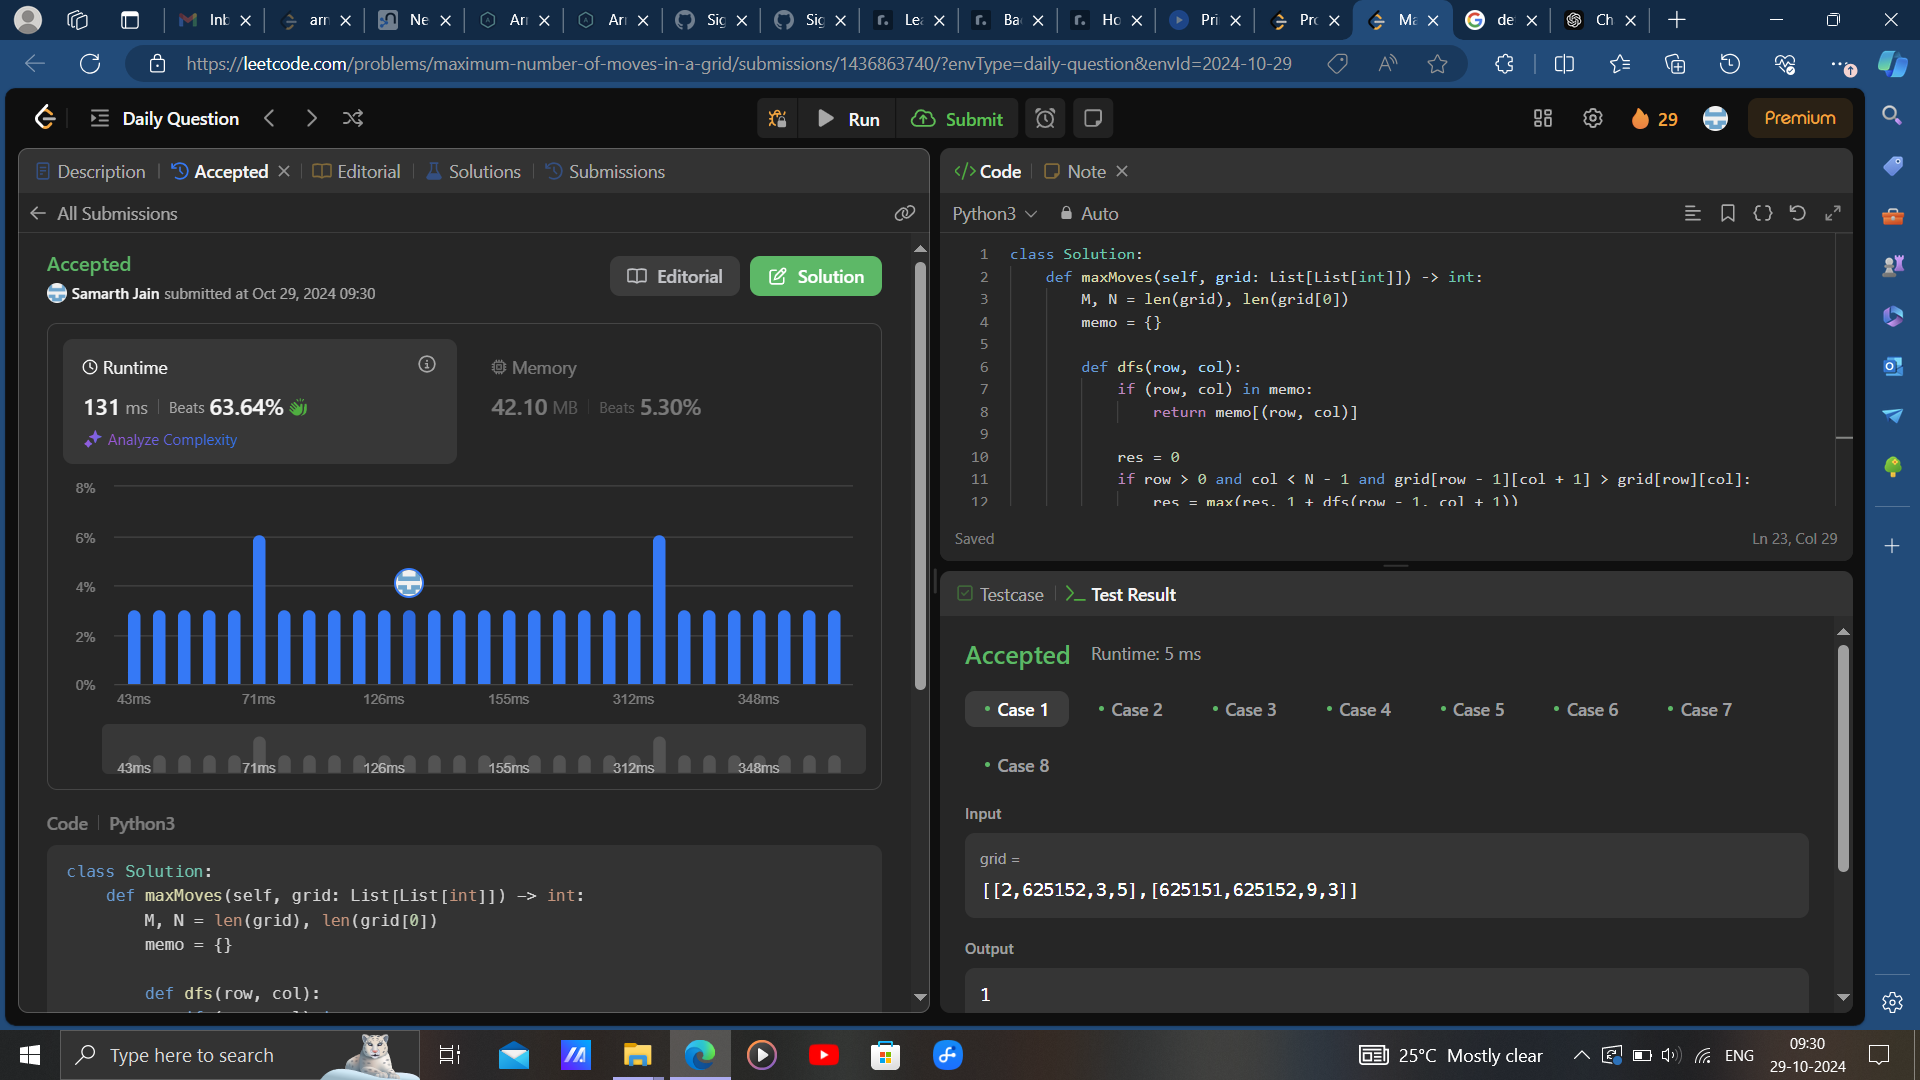 Inb
arr
Ne
Arr
Arr
Sig
Sig
Lea
Ba
Ho
Pri
Pro
Ma
de
Ch
https://leetcode.com/problems/maximum-number-of-moves-in-a-grid/submissions/1436863740/?envType=daily-question&envId=2024-10-29
Daily Question
Run
Submit
29
Premium
Description
Accepted
Editorial
Solutions
Submissions
All Submissions
Accepted
Samarth Jain submitted at Oct 29, 2024 09:30
Editorial
Solution
Runtime
131 ms
Beats 63.64%
Analyze Complexity
Memory
42.10 MB
Beats 5.30%
8%
6%
4%
2%
0%
43ms 71ms 126ms 155ms 312ms 348ms
43ms 71ms 126ms 155ms 312ms 348ms
Code | Python3
class Solution:
def maxMoves(self, grid: List[List[int]]) -> int:
M, N = len(grid), len(grid[0])
memo = {}
def dfs(row, col):
Code
Note
Python3
Auto
1 class Solution:
2 def maxMoves(self, grid: List[List[int]]) -> int:
3 M, N = len(grid), len(grid[0])
4 memo = {}
5
6 def dfs(row, col):
7 if (row, col) in memo:
8 return memo[(row, col)]
9
10 res = 0
11 if row > 0 and col < N - 1 and grid[row - 1][col + 1] > grid[row][col]:
12 res = max(res, 1 + dfs(row - 1, col + 1))
Saved
Ln 23, Col 29
Testcase
Test Result
Accepted
Runtime: 5 ms
Case 1
Case 2
Case 3
Case 4
Case 5
Case 6
Case 7
Case 8
Input
grid =
[[2,625152,3,5],[625151,625152,9,3]]
Output
1
Type here to search
25°C Mostly clear
ENG
09:30
29-10-2024